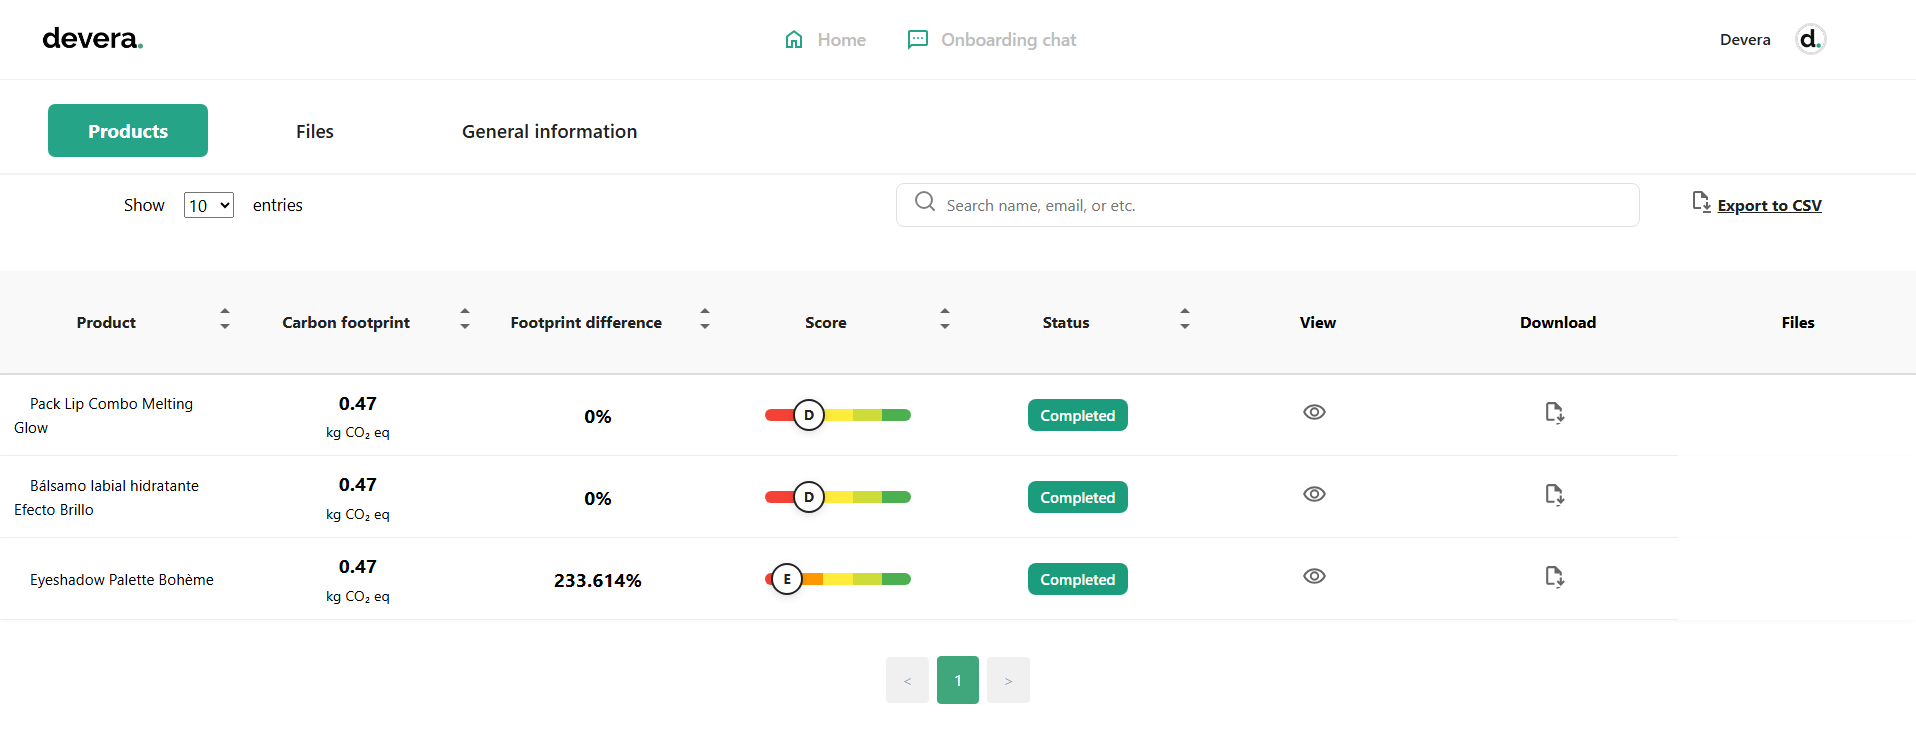 devera.
Home
Onboarding chat
Devera
d.
Products
Files
General information
Show 10 entries
Search name, email, or etc.
Export to CSV
Product
Carbon footprint
Footprint difference
Score
Status
View
Download
Files
Pack Lip Combo Melting
Glow
0.47
kg CO₂ eq
0%
D
Completed
Bálsamo labial hidratante
Efecto Brillo
0.47
kg CO₂ eq
0%
D
Completed
Eyeshadow Palette Bohème
0.47
kg CO₂ eq
233.614%
E
Completed
< 1 >